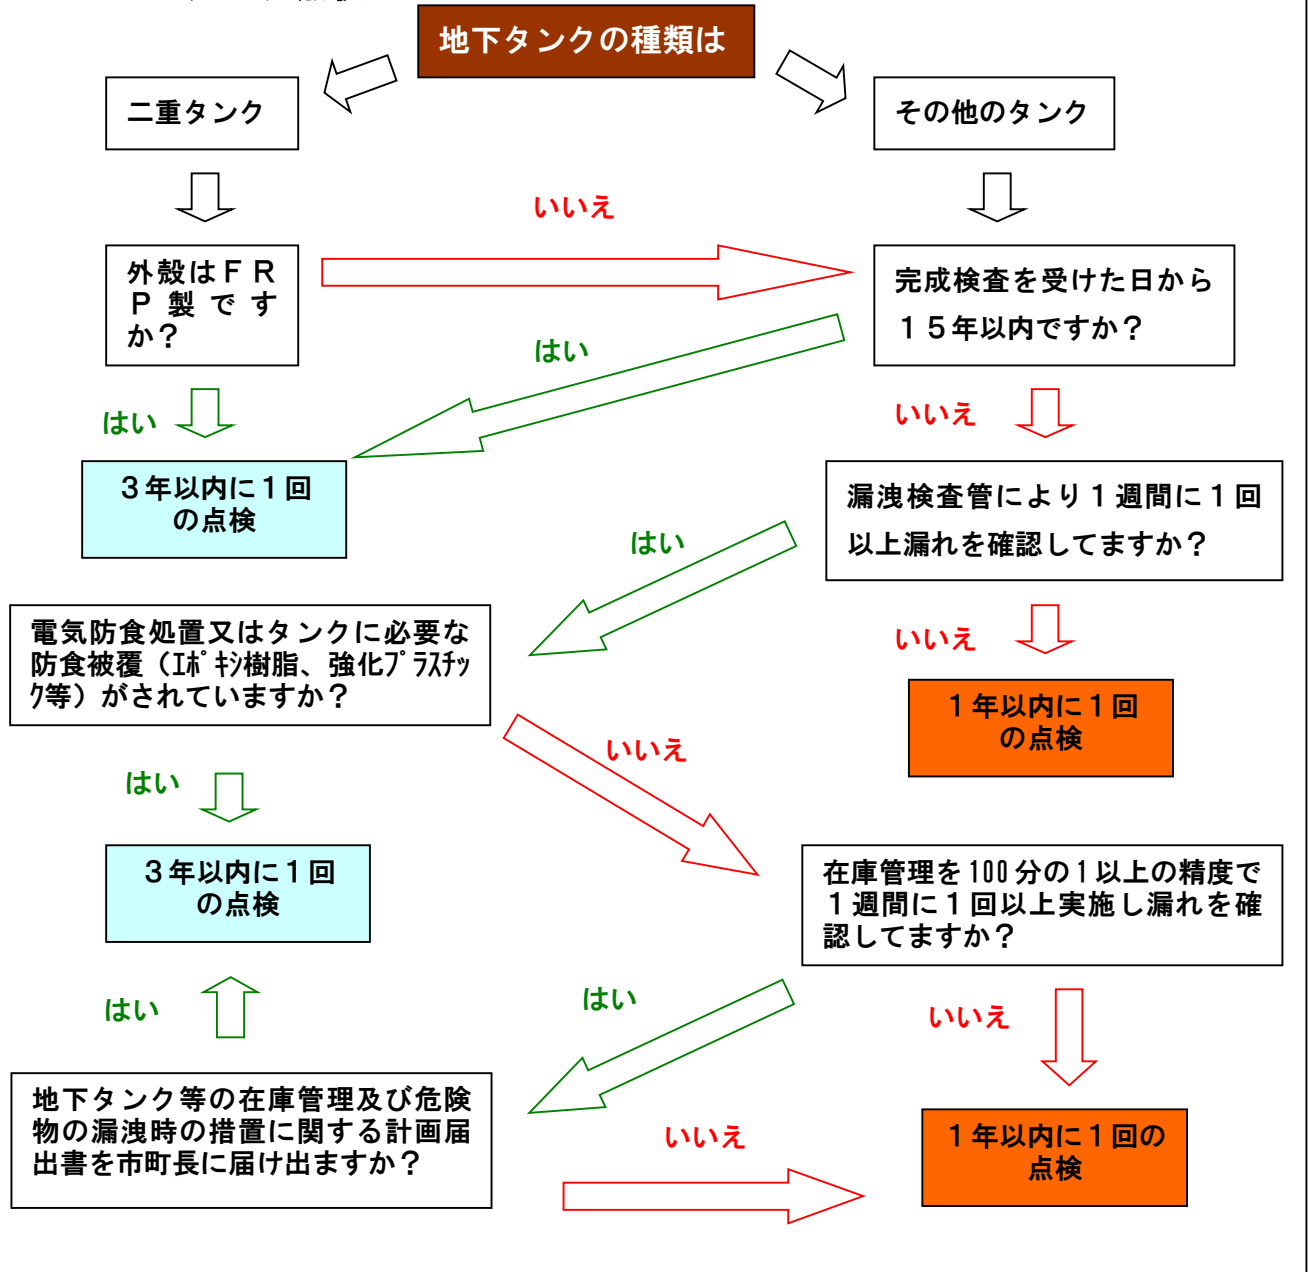 地下タンクの種類は
二重タンク
その他のタンク
いいえ
外殻はＦＲ
Ｐ製です
か？
完成検査を受けた日から
１５年以内ですか？
はい
はい
いいえ
３年以内に１回
の点検
漏洩検査管により１週間に１回
以上漏れを確認してますか？
はい
電気防食処置又はタンクに必要な
防食被覆（ｴﾎﾟｷｼ樹脂、強化ﾌﾟﾗｽﾁｯ
ｸ等）がされていますか？
いいえ
１年以内に１回
の点検
いいえ
はい
３年以内に１回
の点検
在庫管理を100分の1以上の精度で
１週間に１回以上実施し漏れを確
認してますか？
はい
はい
いいえ
地下タンク等の在庫管理及び危険
物の漏洩時の措置に関する計画届
出書を市町長に届け出ますか？
いいえ
１年以内に１回の
点検